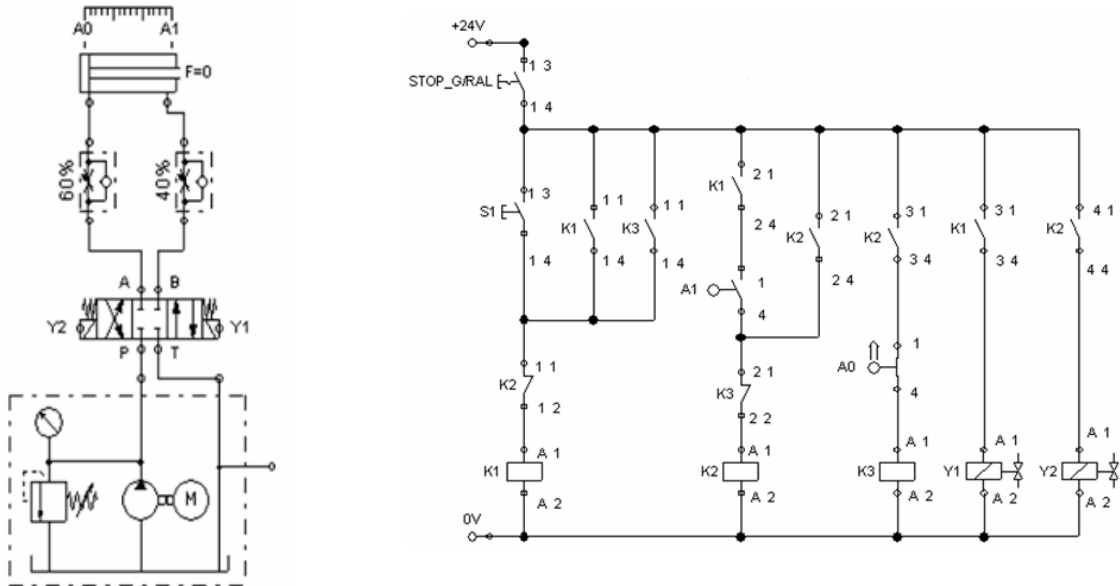 A0 A1
F=0
60% 40%
A B
Y2 Y1
P T
M
+24V
1 3
STOP_G/RAL
1 4
1 3
S1
1 4
1 1
K1
1 4
1 1
K3
1 4
K1
2 1
2 4
A1
1
4
2 1
K2
2 4
3 1
K2
3 4
1
A0
4
3 1
K1
3 4
4 1
K2
4 4
1 1
K2
1 2
2 1
K3
2 2
A 1
K1
A 2
A 1
K2
A 2
A 1
K3
A 2
A 1
Y1
A 2
A 1
Y2
A 2
0V